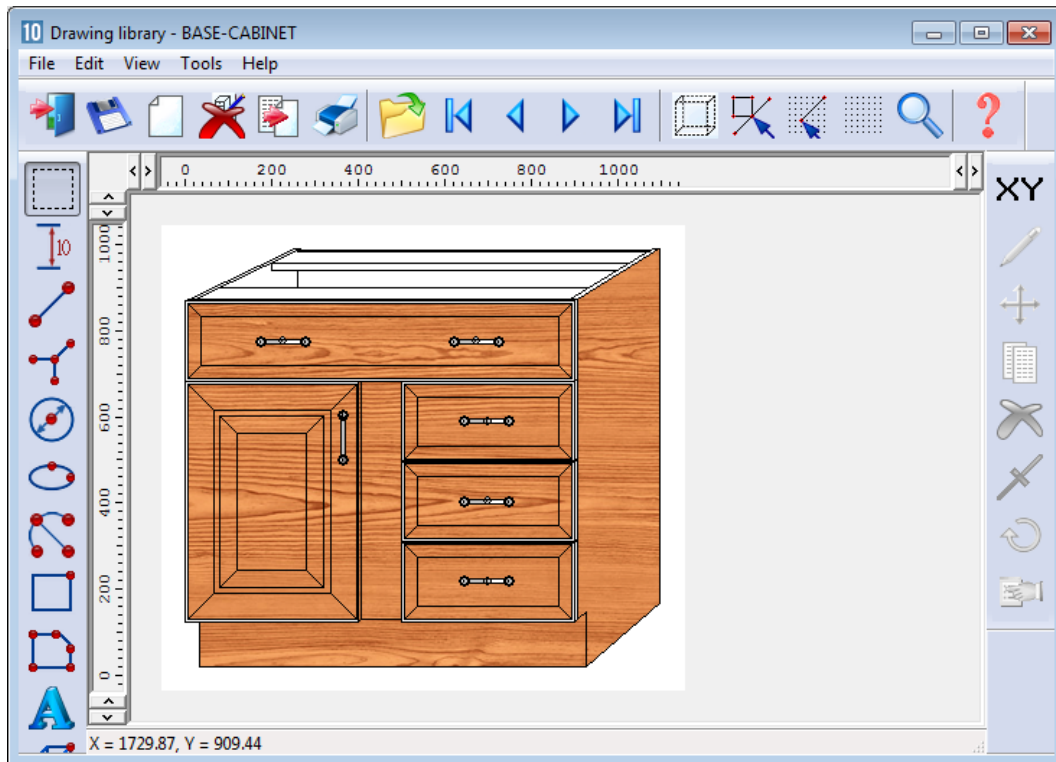 10 Drawing library - BASE-CABINET
File Edit View Tools Help
0 200 400 600 800 1000
XY
10
1000
800
600
400
200
0
A
X = 1729.87, Y = 909.44